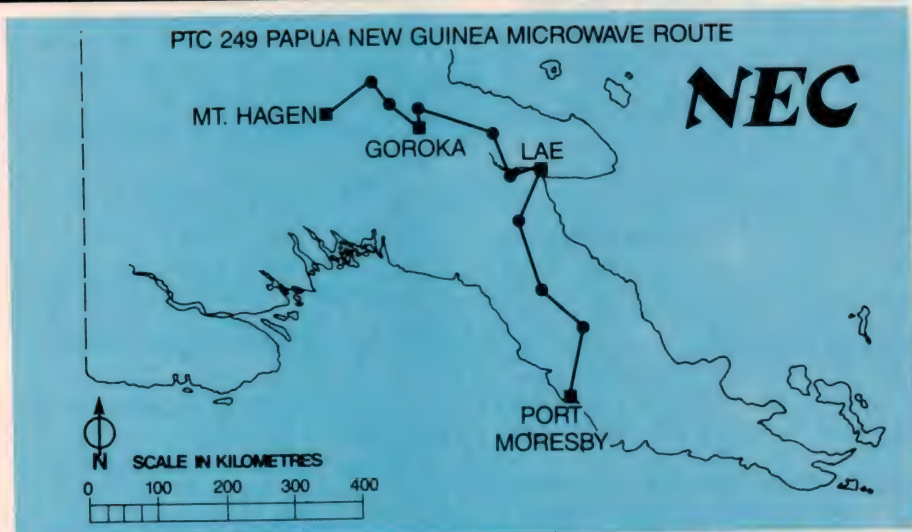 PTC 249 PAPUA NEW GUINEA MICROWAVE ROUTE
NEC
MT. HAGEN
GOROKA
LAE
PORT
MORESBY
N
SCALE IN KILOMETRES
0 100 200 300 400